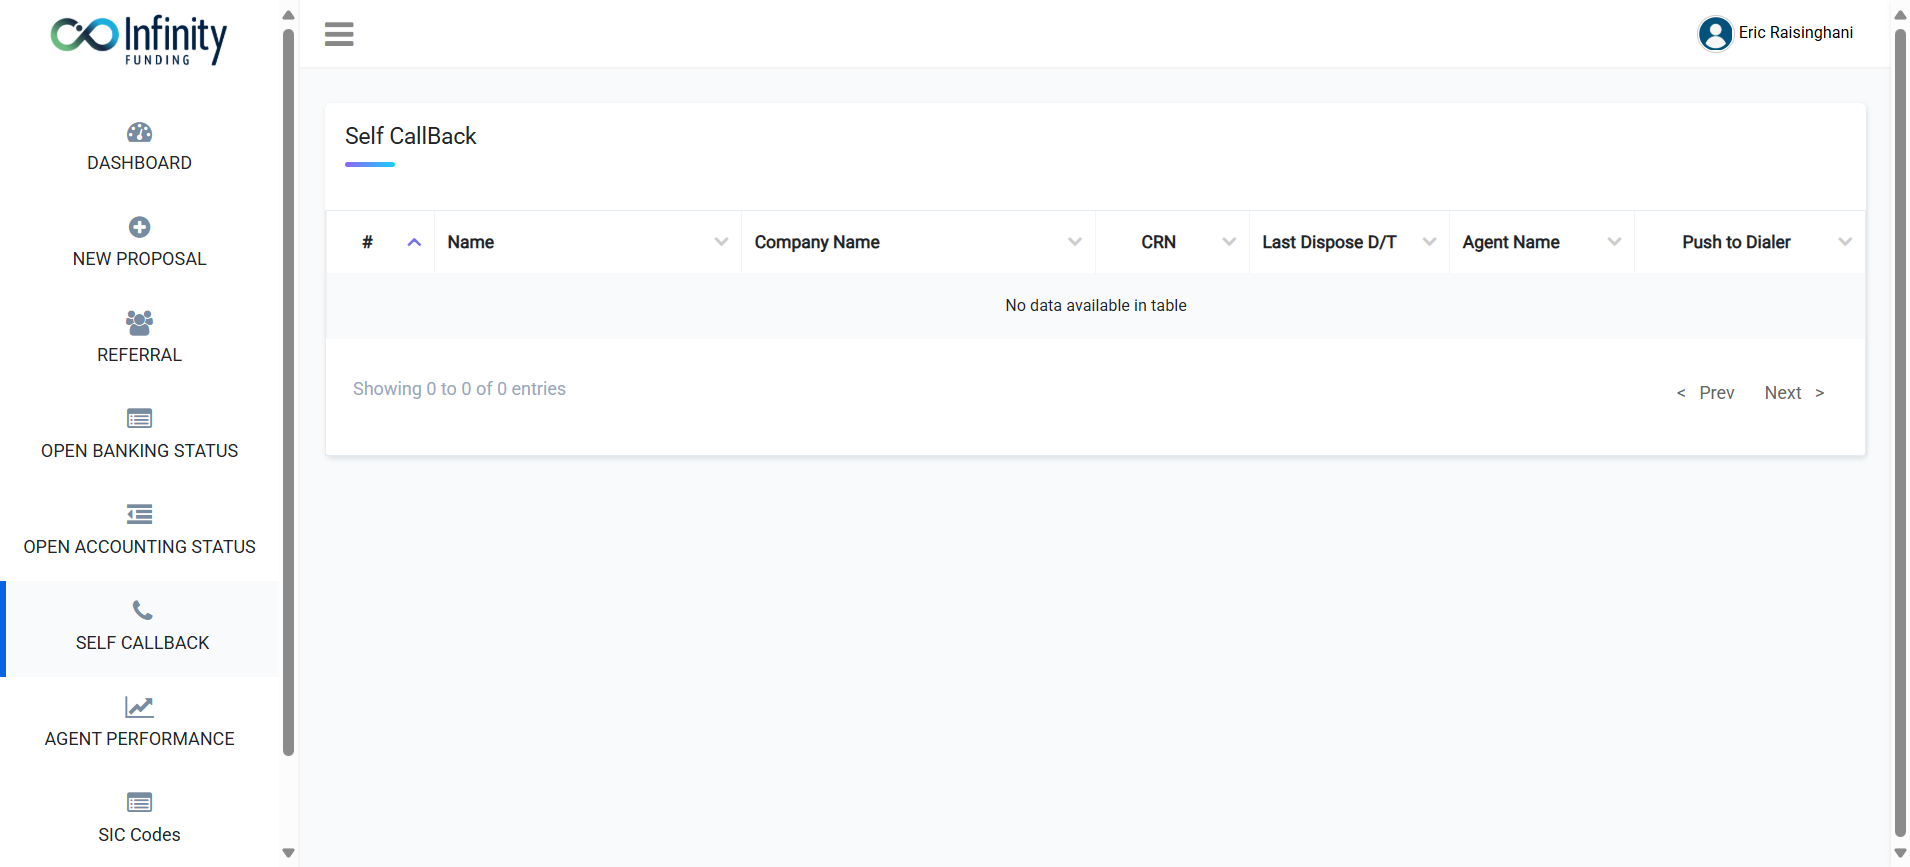 Infinity
FUNDING
Eric Raisinghani
DASHBOARD
NEW PROPOSAL
REFERRAL
OPEN BANKING STATUS
OPEN ACCOUNTING STATUS
SELF CALLBACK
AGENT PERFORMANCE
SIC Codes
Self CallBack
# Name Company Name CRN Last Dispose D/T Agent Name Push to Dialer
No data available in table
Showing 0 to 0 of 0 entries
< Prev Next >